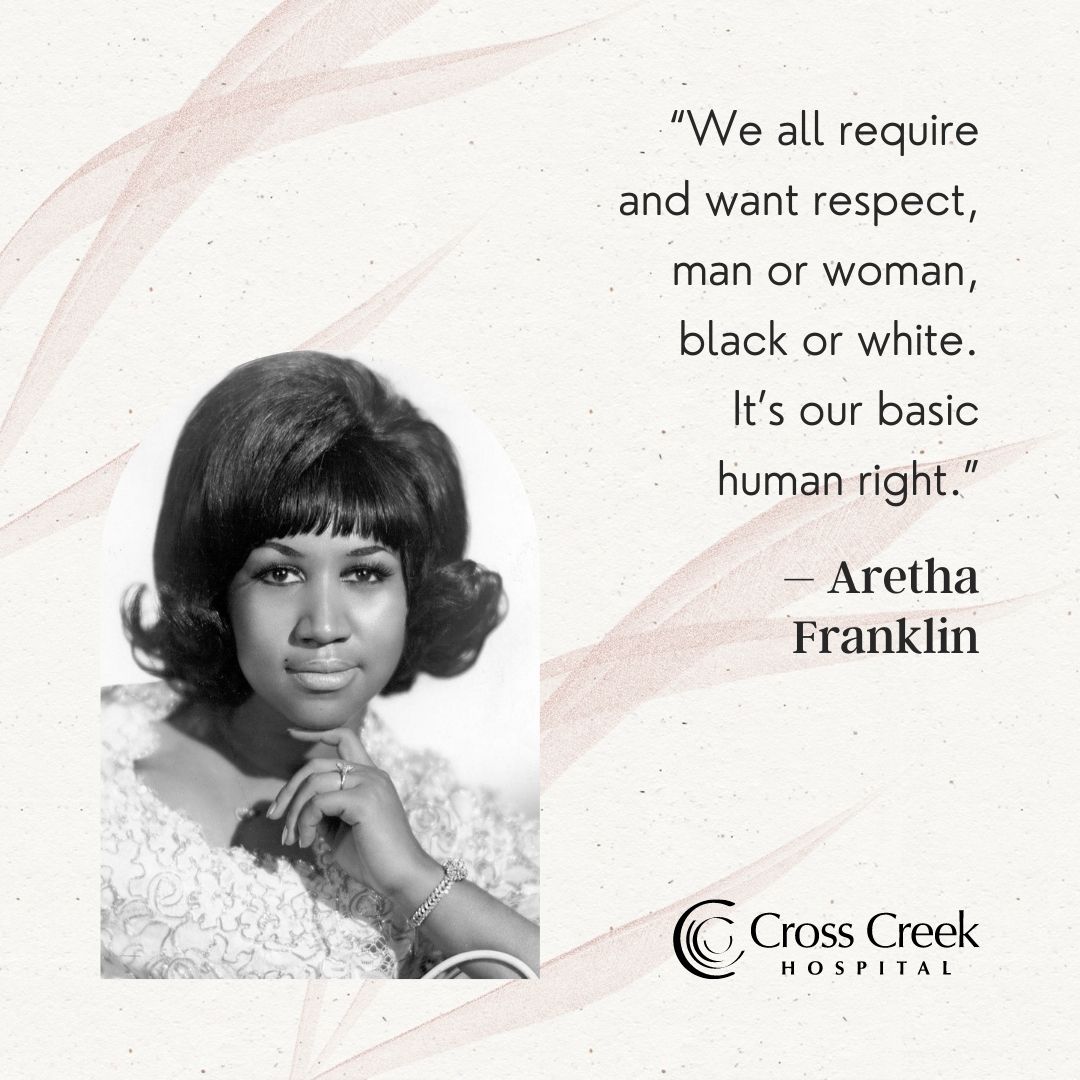 “We all require
and want respect,
man or woman,
black or white.
It’s our basic
human right.”
– Aretha
Franklin
Cross Creek
HOSPITAL